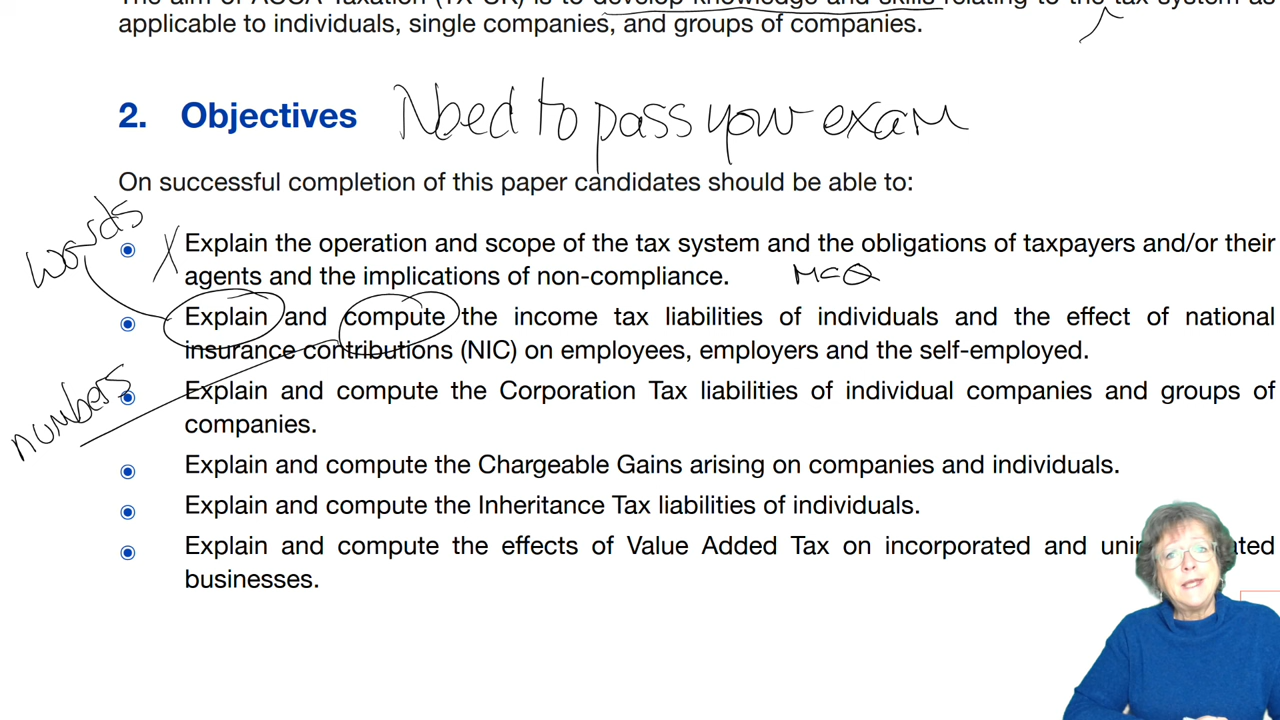 The aim of ACCA Taxation (TX-UK) is to develop knowledge and skills relating to the tax system as
applicable to individuals, single companies, and groups of companies.
2. Objectives Need to pass your exam
On successful completion of this paper candidates should be able to:
words
X Explain the operation and scope of the tax system and the obligations of taxpayers and/or their
agents and the implications of non-compliance. MCQ
Explain and compute the income tax liabilities of individuals and the effect of national
insurance contributions (NIC) on employees, employers and the self-employed.
numbers
Explain and compute the Corporation Tax liabilities of individual companies and groups of
companies.
Explain and compute the Chargeable Gains arising on companies and individuals.
Explain and compute the Inheritance Tax liabilities of individuals.
Explain and compute the effects of Value Added Tax on incorporated and
businesses.